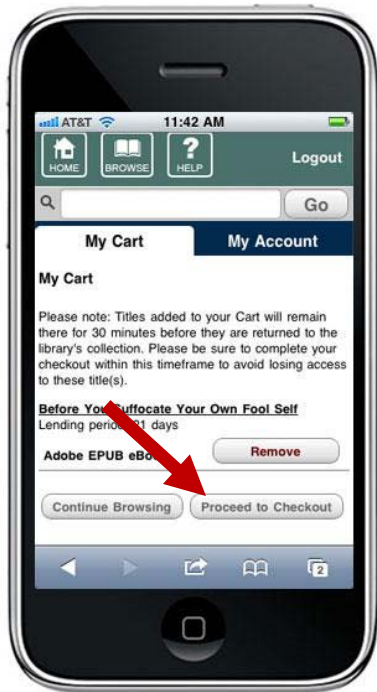 AT&T 11:42 AM
HOME BROWSE ? HELP Logout
Go
My Cart My Account
My Cart
Please note: Titles added to your Cart will remain
there for 30 minutes before they are returned to the
library's collection. Please be sure to complete your
checkout within this timeframe to avoid losing access
to these title(s).
Before You Suffocate Your Own Fool Self
Lending period 21 days
Adobe EPUB Remove
Continue Browsing Proceed to Checkout
2